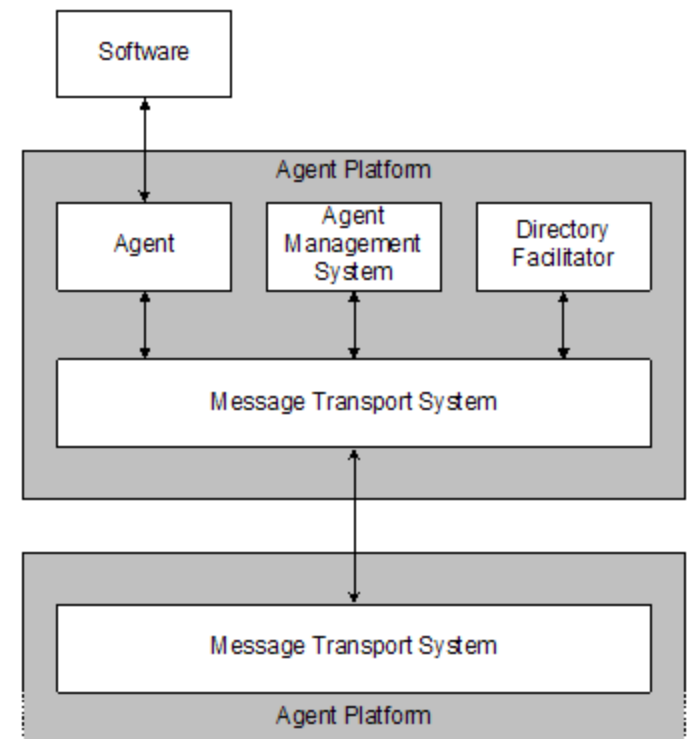 Software
Agent Platform
Agent
Agent
Management
System
Directory
Facilitator
Message Transport System
Message Transport System
Agent Platform